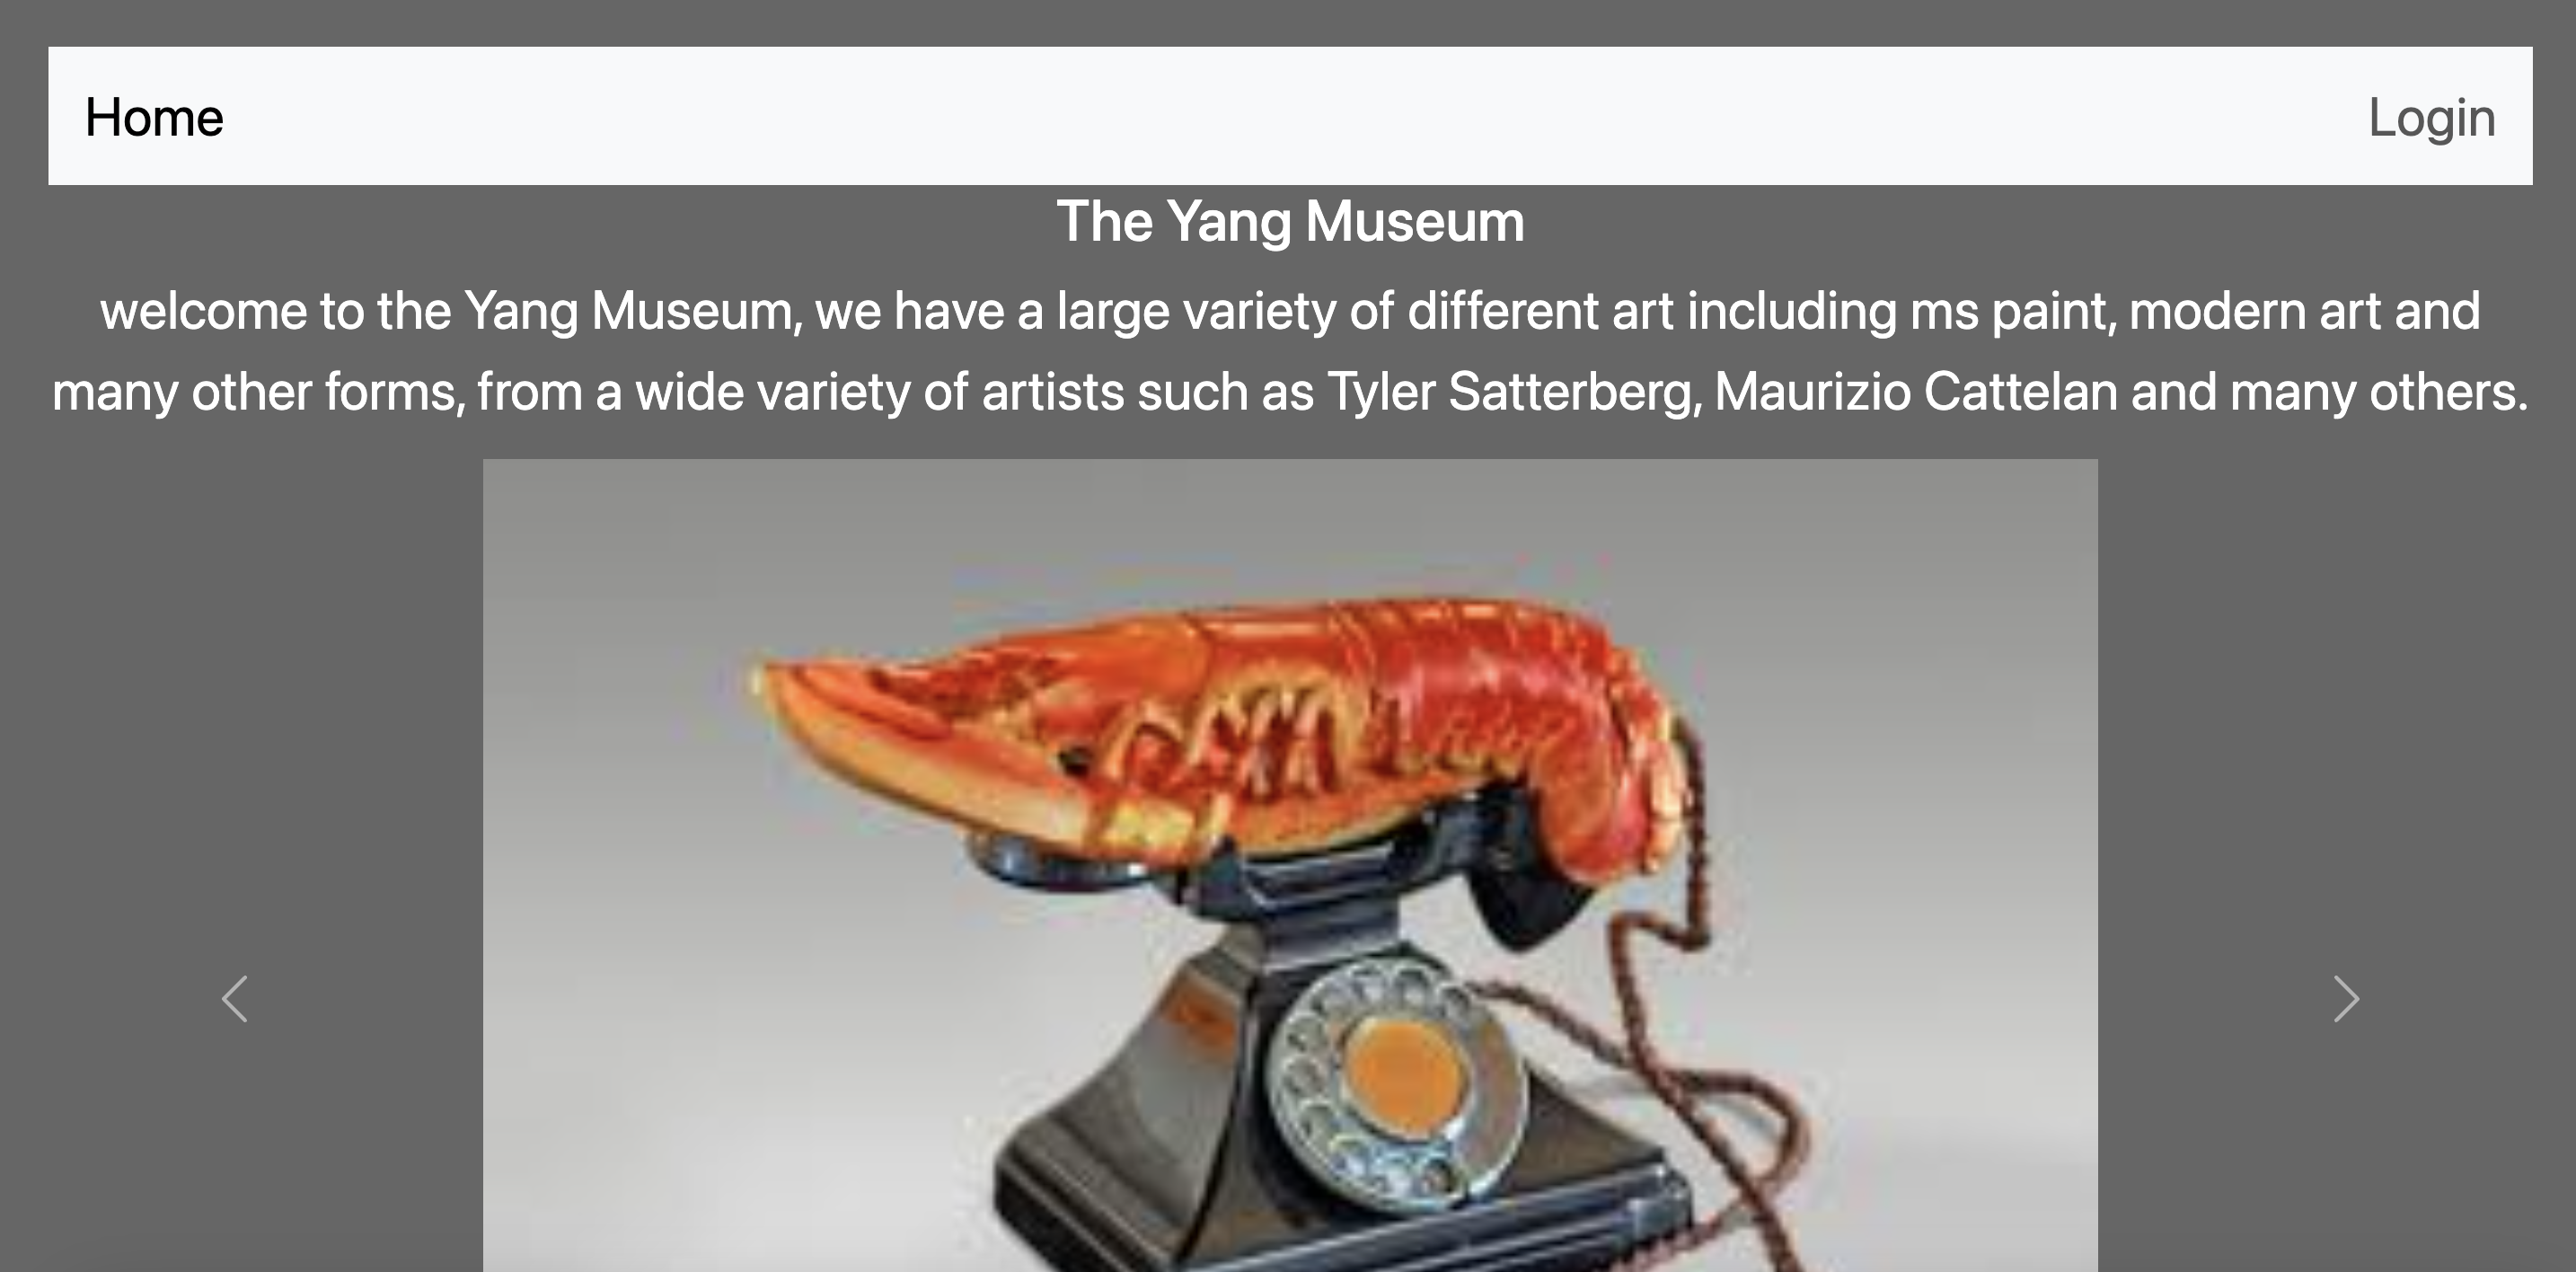 Home
Login
The Yang Museum
welcome to the Yang Museum, we have a large variety of different art including ms paint, modern art and
many other forms, from a wide variety of artists such as Tyler Satterberg, Maurizio Cattelan and many others.